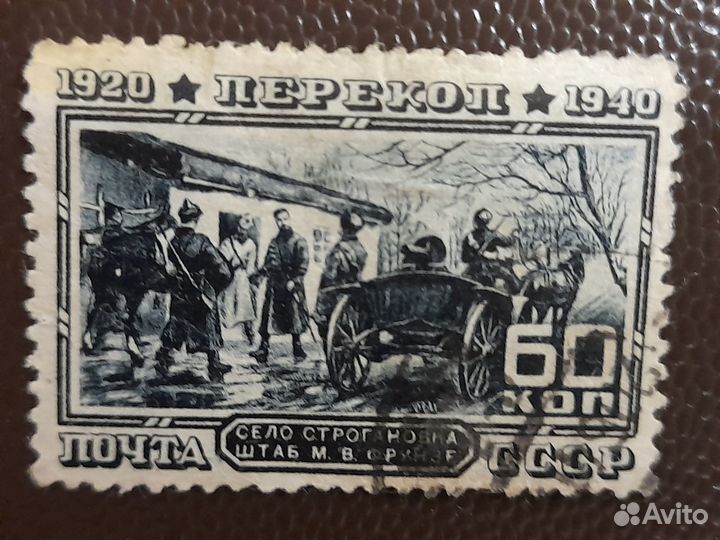 1920 ★ ПЕРЕКОП ★ 1940
60
КОП
СЕЛО СТРОГАНОВКА
ШТАБ М. В. ФРУНЗЕ
ПОЧТА СССР
Avito